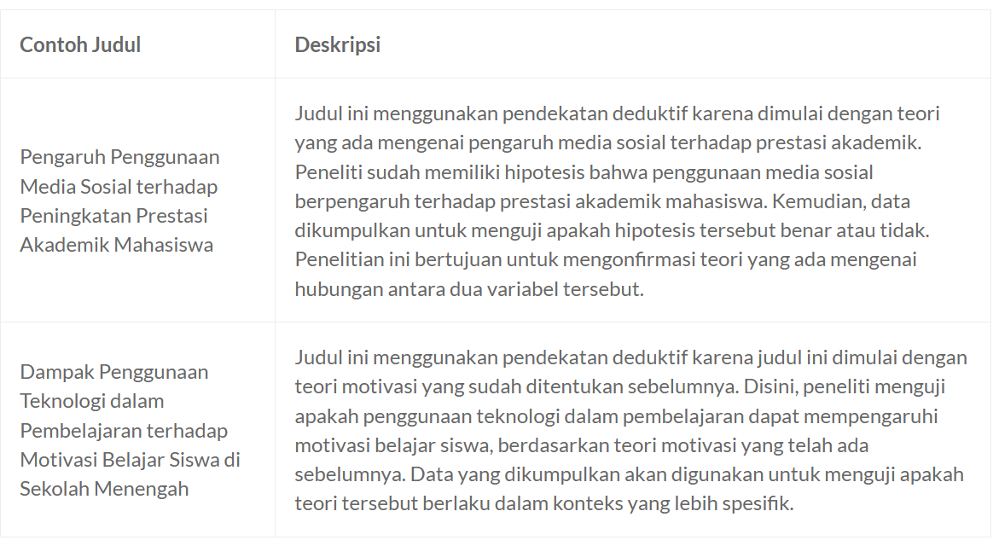 Contoh Judul
Deskripsi
Pengaruh Penggunaan
Media Sosial terhadap
Peningkatan Prestasi
Akademik Mahasiswa
Judul ini menggunakan pendekatan deduktif karena dimulai dengan teori
yang ada mengenai pengaruh media sosial terhadap prestasi akademik.
Peneliti sudah memiliki hipotesis bahwa penggunaan media sosial
berpengaruh terhadap prestasi akademik mahasiswa. Kemudian, data
dikumpulkan untuk menguji apakah hipotesis tersebut benar atau tidak.
Penelitian ini bertujuan untuk mengonfirmasi teori yang ada mengenai
hubungan antara dua variabel tersebut.
Dampak Penggunaan
Teknologi dalam
Pembelajaran terhadap
Motivasi Belajar Siswa di
Sekolah Menengah
Judul ini menggunakan pendekatan deduktif karena judul ini dimulai dengan
teori motivasi yang sudah ditentukan sebelumnya. Disini, peneliti menguji
apakah penggunaan teknologi dalam pembelajaran dapat mempengaruhi
motivasi belajar siswa, berdasarkan teori motivasi yang telah ada
sebelumnya. Data yang dikumpulkan akan digunakan untuk menguji apakah
teori tersebut berlaku dalam konteks yang lebih spesifik.